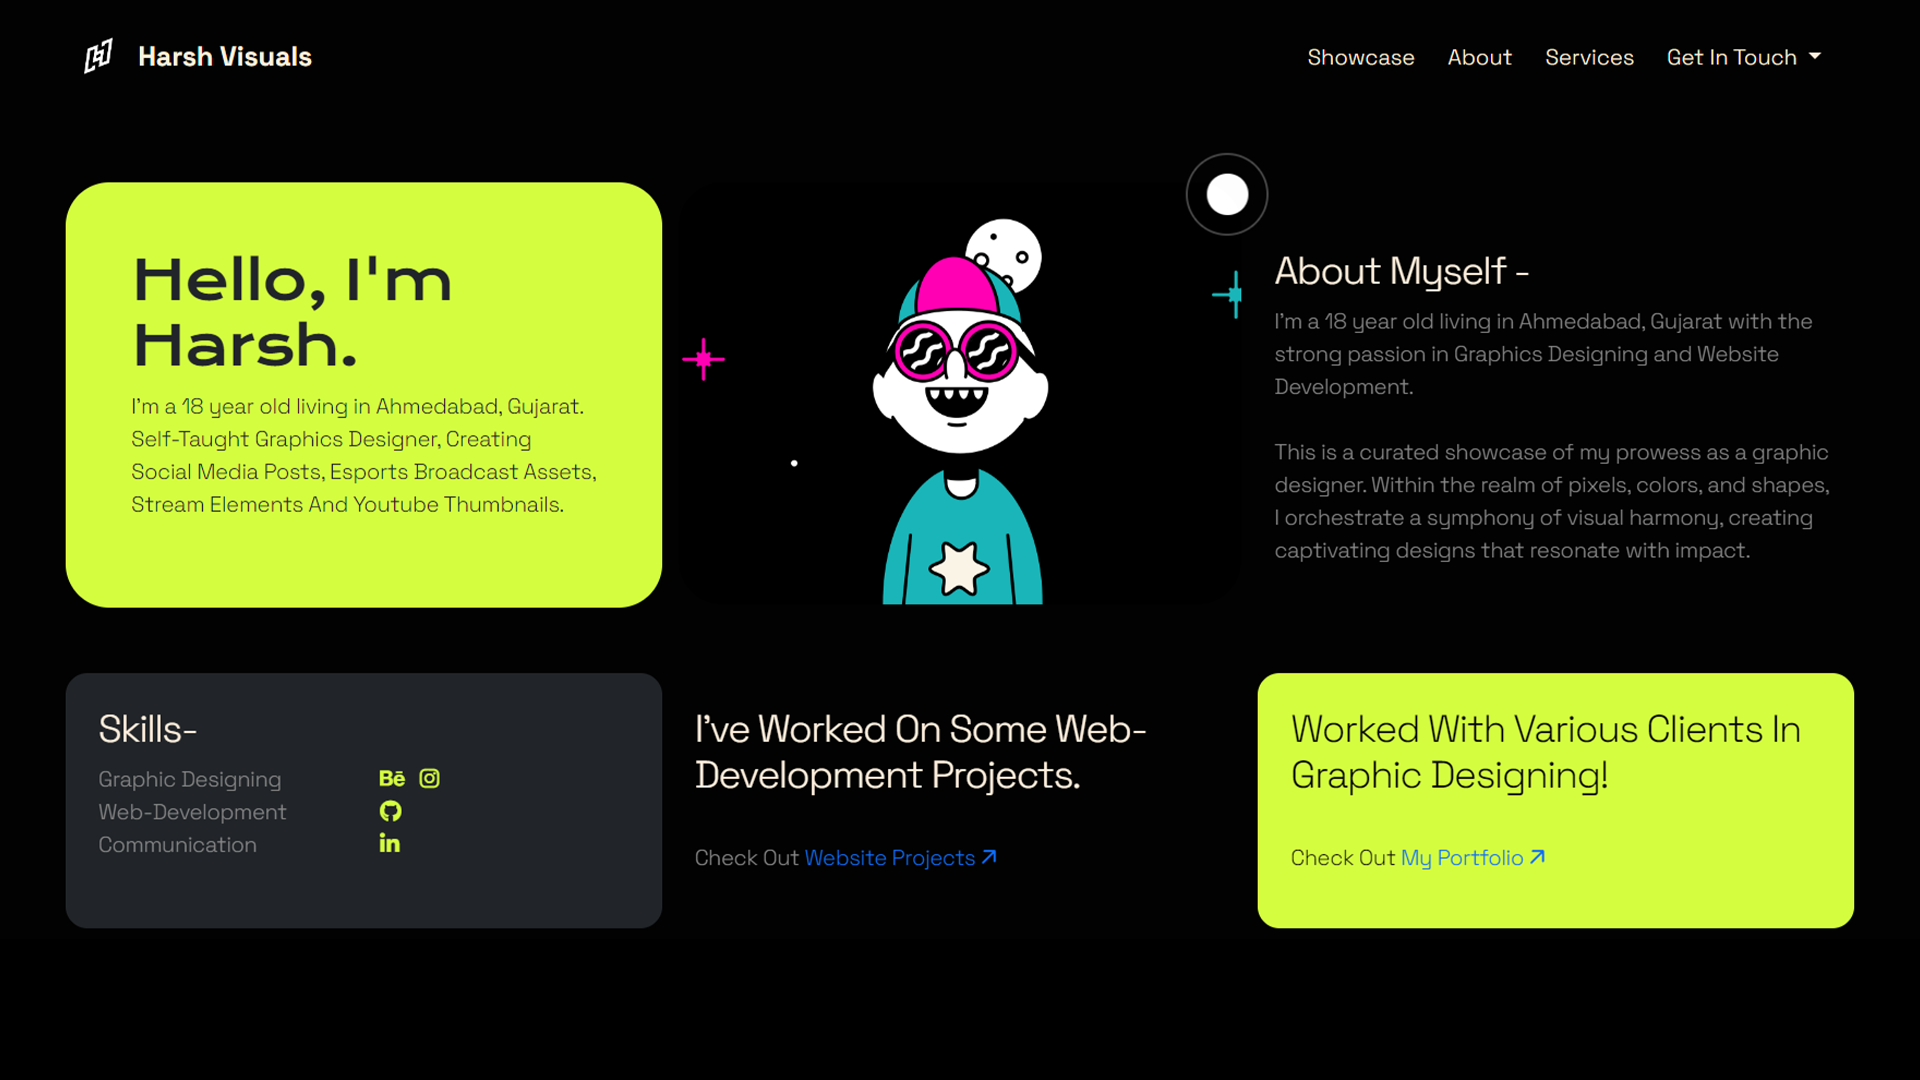 Harsh Visuals
Showcase
About
Services
Get In Touch
Hello, I'm
Harsh.
I'm a 18 year old living in Ahmedabad, Gujarat.
Self-Taught Graphics Designer, Creating
Social Media Posts, Esports Broadcast Assets,
Stream Elements And Youtube Thumbnails.
About Myself -
I'm a 18 year old living in Ahmedabad, Gujarat with the
strong passion in Graphics Designing and Website
Development.
This is a curated showcase of my prowess as a graphic
designer. Within the realm of pixels, colors, and shapes,
I orchestrate a symphony of visual harmony, creating
captivating designs that resonate with impact.
Skills-
Graphic Designing
Bē
Web-Development
Communication
in
I've Worked On Some Web-
Development Projects.
Check Out Website Projects
Worked With Various Clients In
Graphic Designing!
Check Out My Portfolio